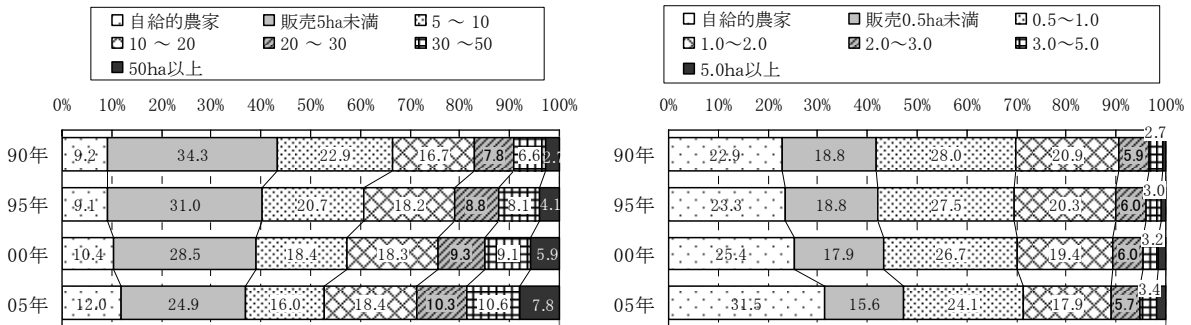 自給的農家 販売5ha未満 5 ～ 10
10 ～ 20 20 ～ 30 30 ～50
50ha以上
0% 10% 20% 30% 40% 50% 60% 70% 80% 90% 100%
90年 9.2 34.3 22.9 16.7 7.8 6.6 2.7
95年 9.1 31.0 20.7 18.2 8.8 8.1 4.1
00年 10.4 28.5 18.4 18.3 9.3 9.1 5.9
05年 12.0 24.9 16.0 18.4 10.3 10.6 7.8
自給的農家 販売0.5ha未満 0.5～1.0
1.0～2.0 2.0～3.0 3.0～5.0
5.0ha以上
0% 10% 20% 30% 40% 50% 60% 70% 80% 90% 100%
90年 22.9 18.8 28.0 20.9 5.9 2.7
95年 23.3 18.8 27.5 20.3 6.0 3.0
00年 25.4 17.9 26.7 19.4 6.0 3.2
05年 31.5 15.6 24.1 17.9 5.7 3.4